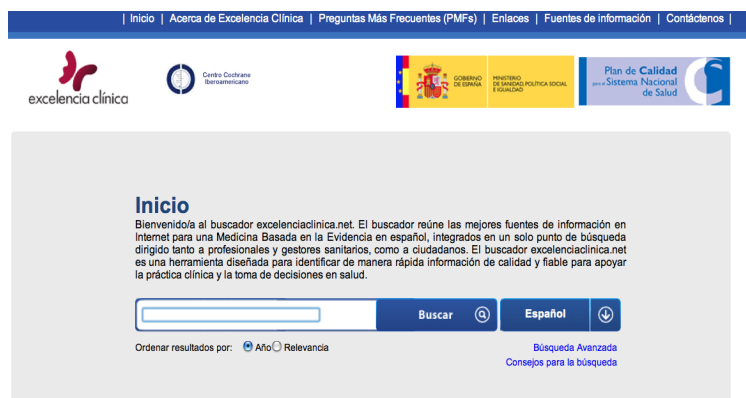 | Inicio | Acerca de Excelencia Clínica | Preguntas Más Frecuentes (PMFs) | Enlaces | Fuentes de información | Contáctenos |
excelencia clínica
Centro Cochrane
Iberoamericano
GOBIERNO
DE ESPAÑA
MINISTERIO
DE SANIDAD, POLÍTICA SOCIAL
E IGUALDAD
Plan de Calidad
para el Sistema Nacional
de Salud
Inicio
Bienvenido/a al buscador excelenciaclinica.net. El buscador reúne las mejores fuentes de información en
Internet para una Medicina Basada en la Evidencia en español, integrados en un solo punto de búsqueda
dirigido tanto a profesionales y gestores sanitarios, como a ciudadanos. El buscador excelenciaclinica.net
es una herramienta diseñada para identificar de manera rápida información de calidad y fiable para apoyar
la práctica clínica y la toma de decisiones en salud.
Buscar
Español
Ordenar resultados por: Año Relevancia
Búsqueda Avanzada
Consejos para la búsqueda